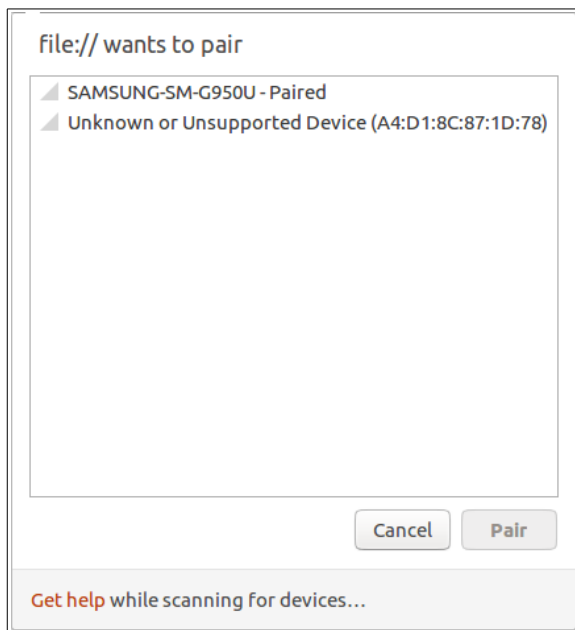 file:// wants to pair
SAMSUNG-SM-G950U - Paired
Unknown or Unsupported Device (A4:D1:8C:87:1D:78)
Cancel
Pair
Get help while scanning for devices…